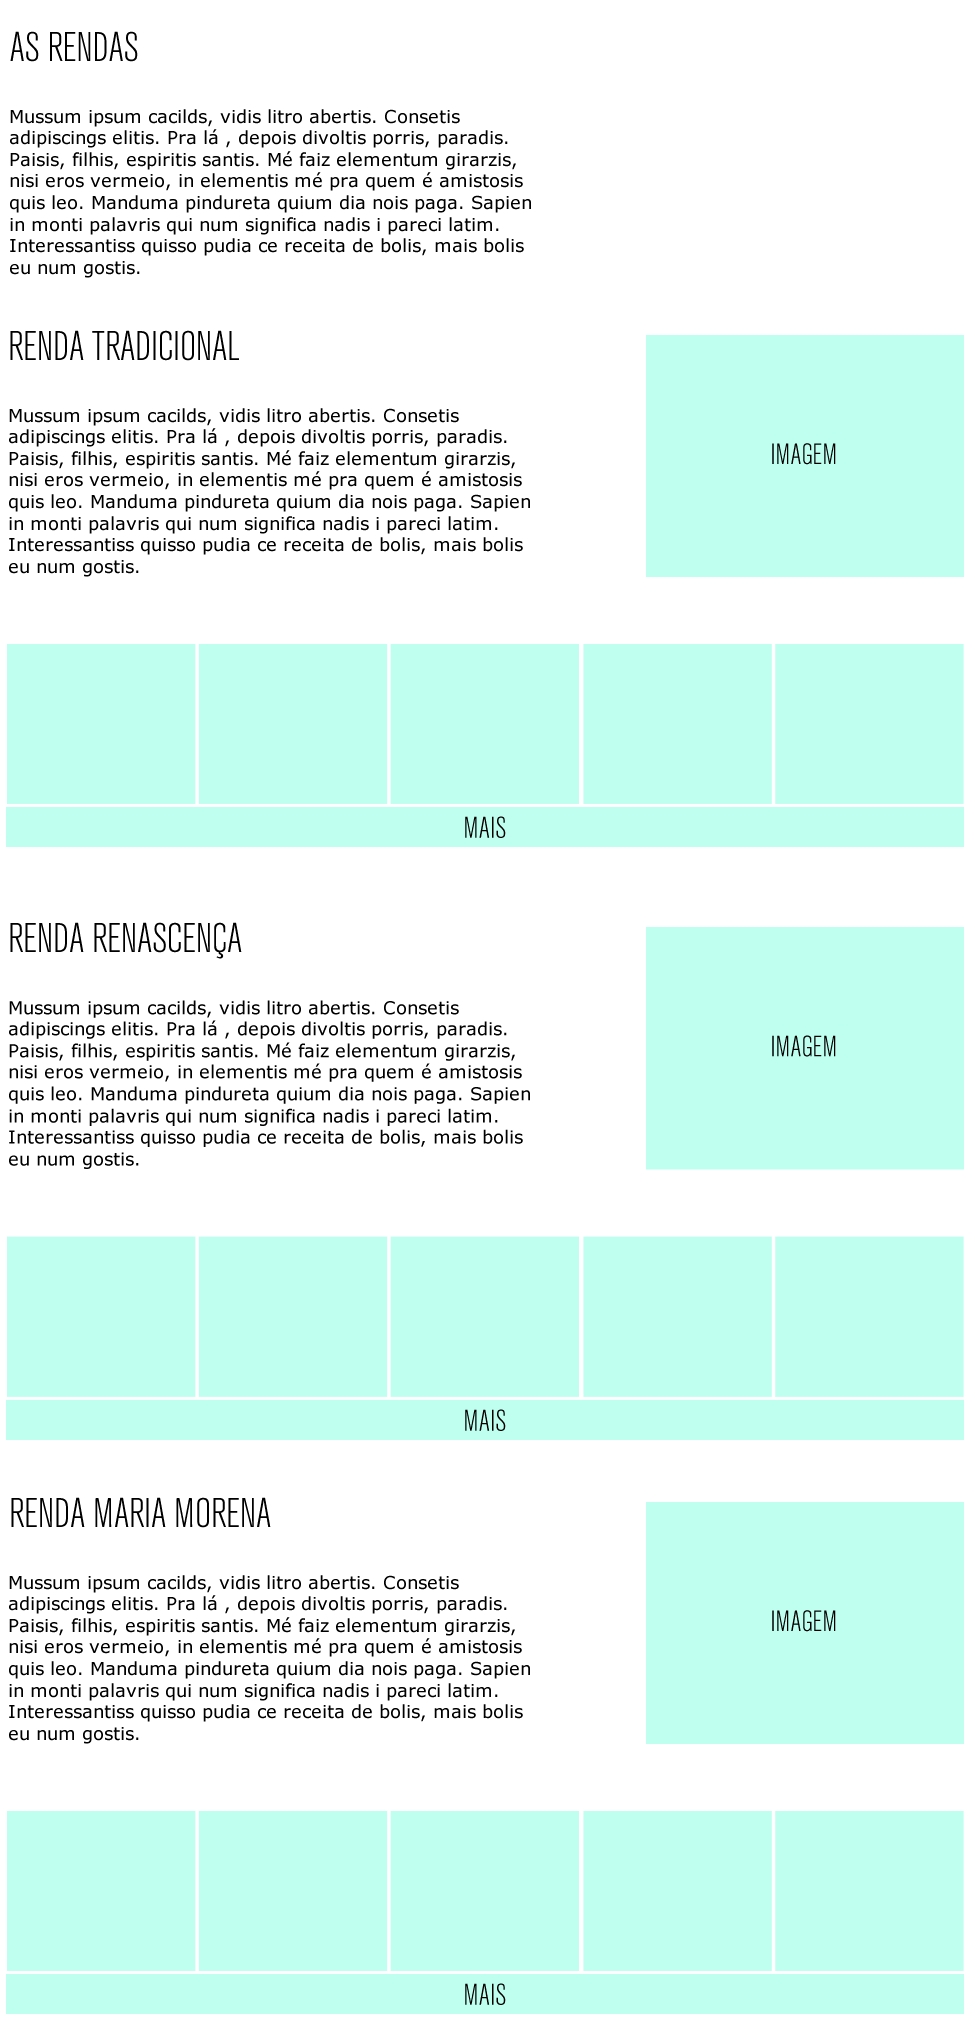 AS RENDAS
Mussum ipsum cacilds, vidis litro abertis. Consetis
adipiscings elitis. Pra lá , depois divoltis porris, paradis.
Paisis, filhis, espiritis santis. Mé faiz elementum girarzis,
nisi eros vermeio, in elementis mé pra quem é amistosis
quis leo. Manduma pindureta quium dia nois paga. Sapien
in monti palavris qui num significa nadis i pareci latim.
Interessantiss quisso pudia ce receita de bolis, mais bolis
eu num gostis.
RENDA TRADICIONAL
Mussum ipsum cacilds, vidis litro abertis. Consetis
adipiscings elitis. Pra lá , depois divoltis porris, paradis.
Paisis, filhis, espiritis santis. Mé faiz elementum girarzis,
nisi eros vermeio, in elementis mé pra quem é amistosis
quis leo. Manduma pindureta quium dia nois paga. Sapien
in monti palavris qui num significa nadis i pareci latim.
Interessantiss quisso pudia ce receita de bolis, mais bolis
eu num gostis.
IMAGEM
MAIS
RENDA RENASCENÇA
Mussum ipsum cacilds, vidis litro abertis. Consetis
adipiscings elitis. Pra lá , depois divoltis porris, paradis.
Paisis, filhis, espiritis santis. Mé faiz elementum girarzis,
nisi eros vermeio, in elementis mé pra quem é amistosis
quis leo. Manduma pindureta quium dia nois paga. Sapien
in monti palavris qui num significa nadis i pareci latim.
Interessantiss quisso pudia ce receita de bolis, mais bolis
eu num gostis.
IMAGEM
MAIS
RENDA MARIA MORENA
Mussum ipsum cacilds, vidis litro abertis. Consetis
adipiscings elitis. Pra lá , depois divoltis porris, paradis.
Paisis, filhis, espiritis santis. Mé faiz elementum girarzis,
nisi eros vermeio, in elementis mé pra quem é amistosis
quis leo. Manduma pindureta quium dia nois paga. Sapien
in monti palavris qui num significa nadis i pareci latim.
Interessantiss quisso pudia ce receita de bolis, mais bolis
eu num gostis.
IMAGEM
MAIS